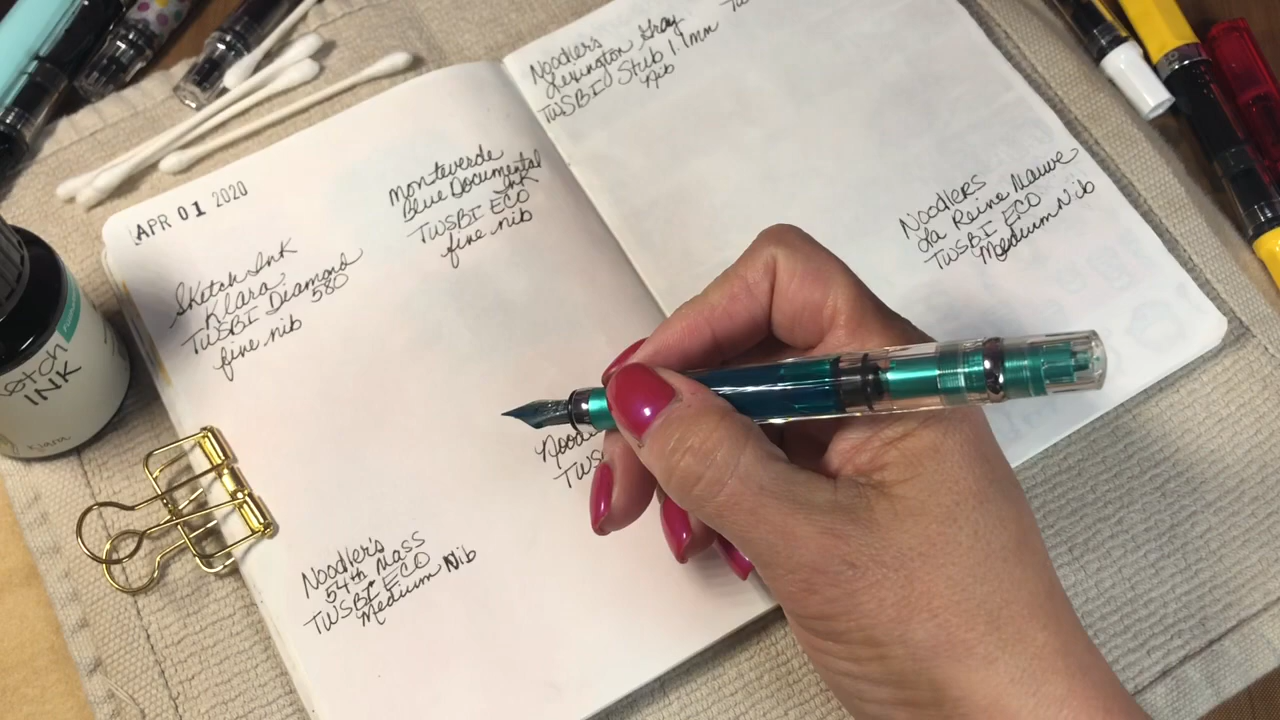 APR 01 2020
Sketch Ink
Klara
TWSBI Diamond
580
fine nib
Monteverde
Blue Documental
Ink
TWSBI ECO
fine nib
Noodler's
54th Mass
TWSBI ECO
Medium Nib
Noodlers
Lexington Gray
TWSBI Stub 1.1mm
Nib
Noodlers
La Reine Mauve
TWSBI ECO
Medium Nib
INK
Klara